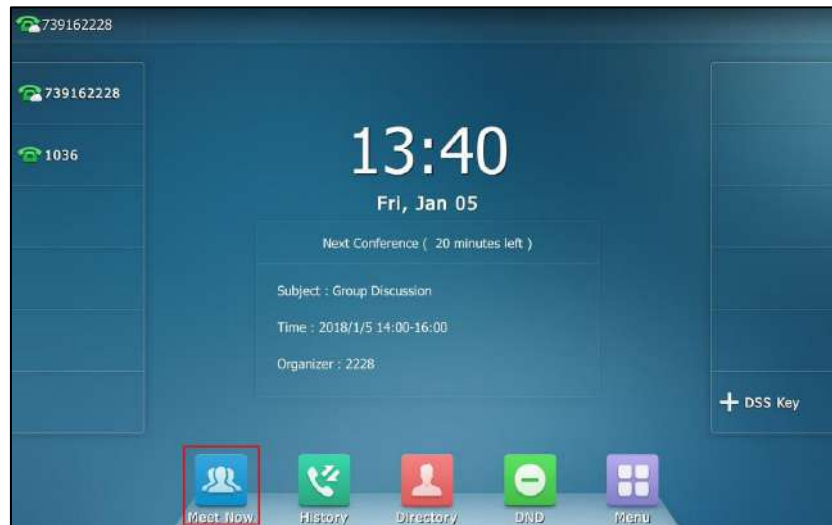 739162228
739162228
1036
13:40
Fri, Jan 05
Next Conference ( 20 minutes left )
Subject : Group Discussion
Time : 2018/1/5 14:00-16:00
Organizer : 2228
DSS Key
Meet Now History Directory DND Menu